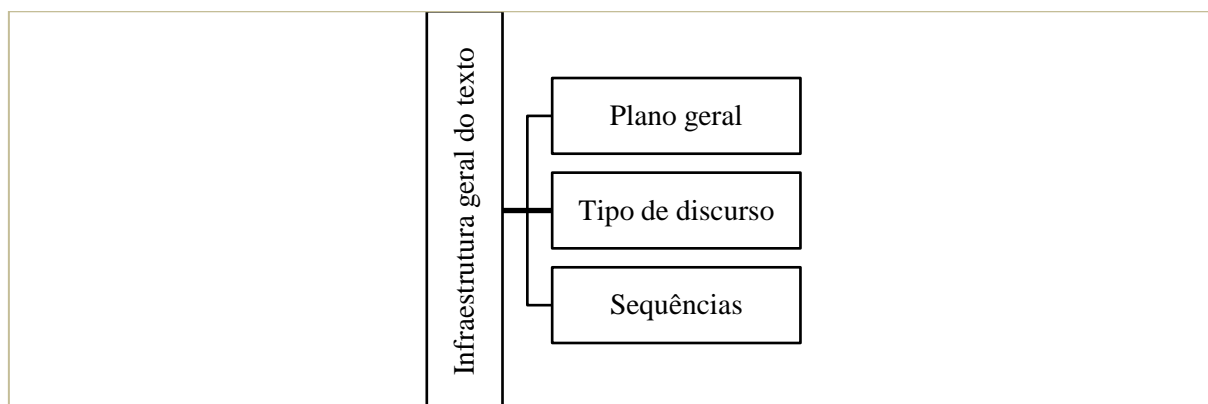 Infraestrutura geral do texto
Plano geral
Tipo de discurso
Sequências